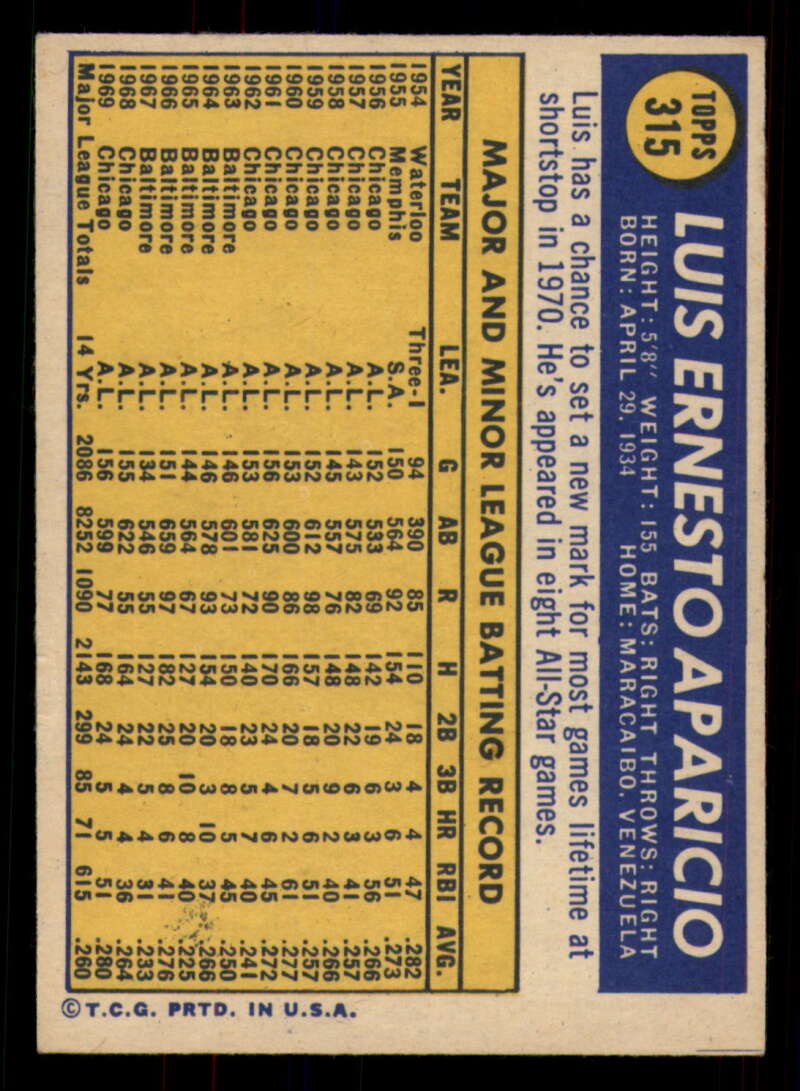 TOPPS
315
LUIS ERNESTO APARICIO
HEIGHT: 5'8" WEIGHT: 155 BATS: RIGHT THROWS: RIGHT
BORN: APRIL 29, 1934 HOME: MARACAIBO, VENEZUELA
Luis has a chance to set a new mark for most games lifetime at
shortstop in 1970. He's appeared in eight All-Star games.
MAJOR AND MINOR LEAGUE BATTING RECORD
YEAR TEAM LEA. G AB R H 2B 3B HR RBI AVG.
1954 Waterloo Three-I 94 390 85 110 18 4 4 47 .282
1955 Memphis S.A. 150 564 92 154 24 3 6 51 .273
1956 Chicago A.L. 152 533 69 142 19 6 3 56 .266
1957 Chicago A.L. 143 575 82 148 22 6 3 41 .257
1958 Chicago A.L. 145 557 76 148 20 9 2 40 .266
1959 Chicago A.L. 152 612 98 157 18 5 6 51 .257
1960 Chicago A.L. 153 600 86 166 20 7 2 61 .277
1961 Chicago A.L. 156 625 90 170 24 4 6 45 .272
1962 Chicago A.L. 153 581 72 140 23 5 7 40 .241
1963 Baltimore A.L. 146 601 73 150 18 8 5 45 .250
1964 Baltimore A.L. 146 578 93 154 20 3 10 37 .266
1965 Baltimore A.L. 144 564 67 127 20 10 8 40 .225
1966 Baltimore A.L. 151 659 97 182 25 8 6 41 .276
1967 Baltimore A.L. 134 546 55 127 22 5 4 31 .233
1968 Chicago A.L. 155 622 55 164 24 4 4 36 .264
1969 Chicago A.L. 156 599 77 168 24 5 5 51 .280
Major League Totals 14 Yrs. 2086 8252 1090 2143 299 85 71 615 .260
© T.C.G. PRTD. IN U.S.A.